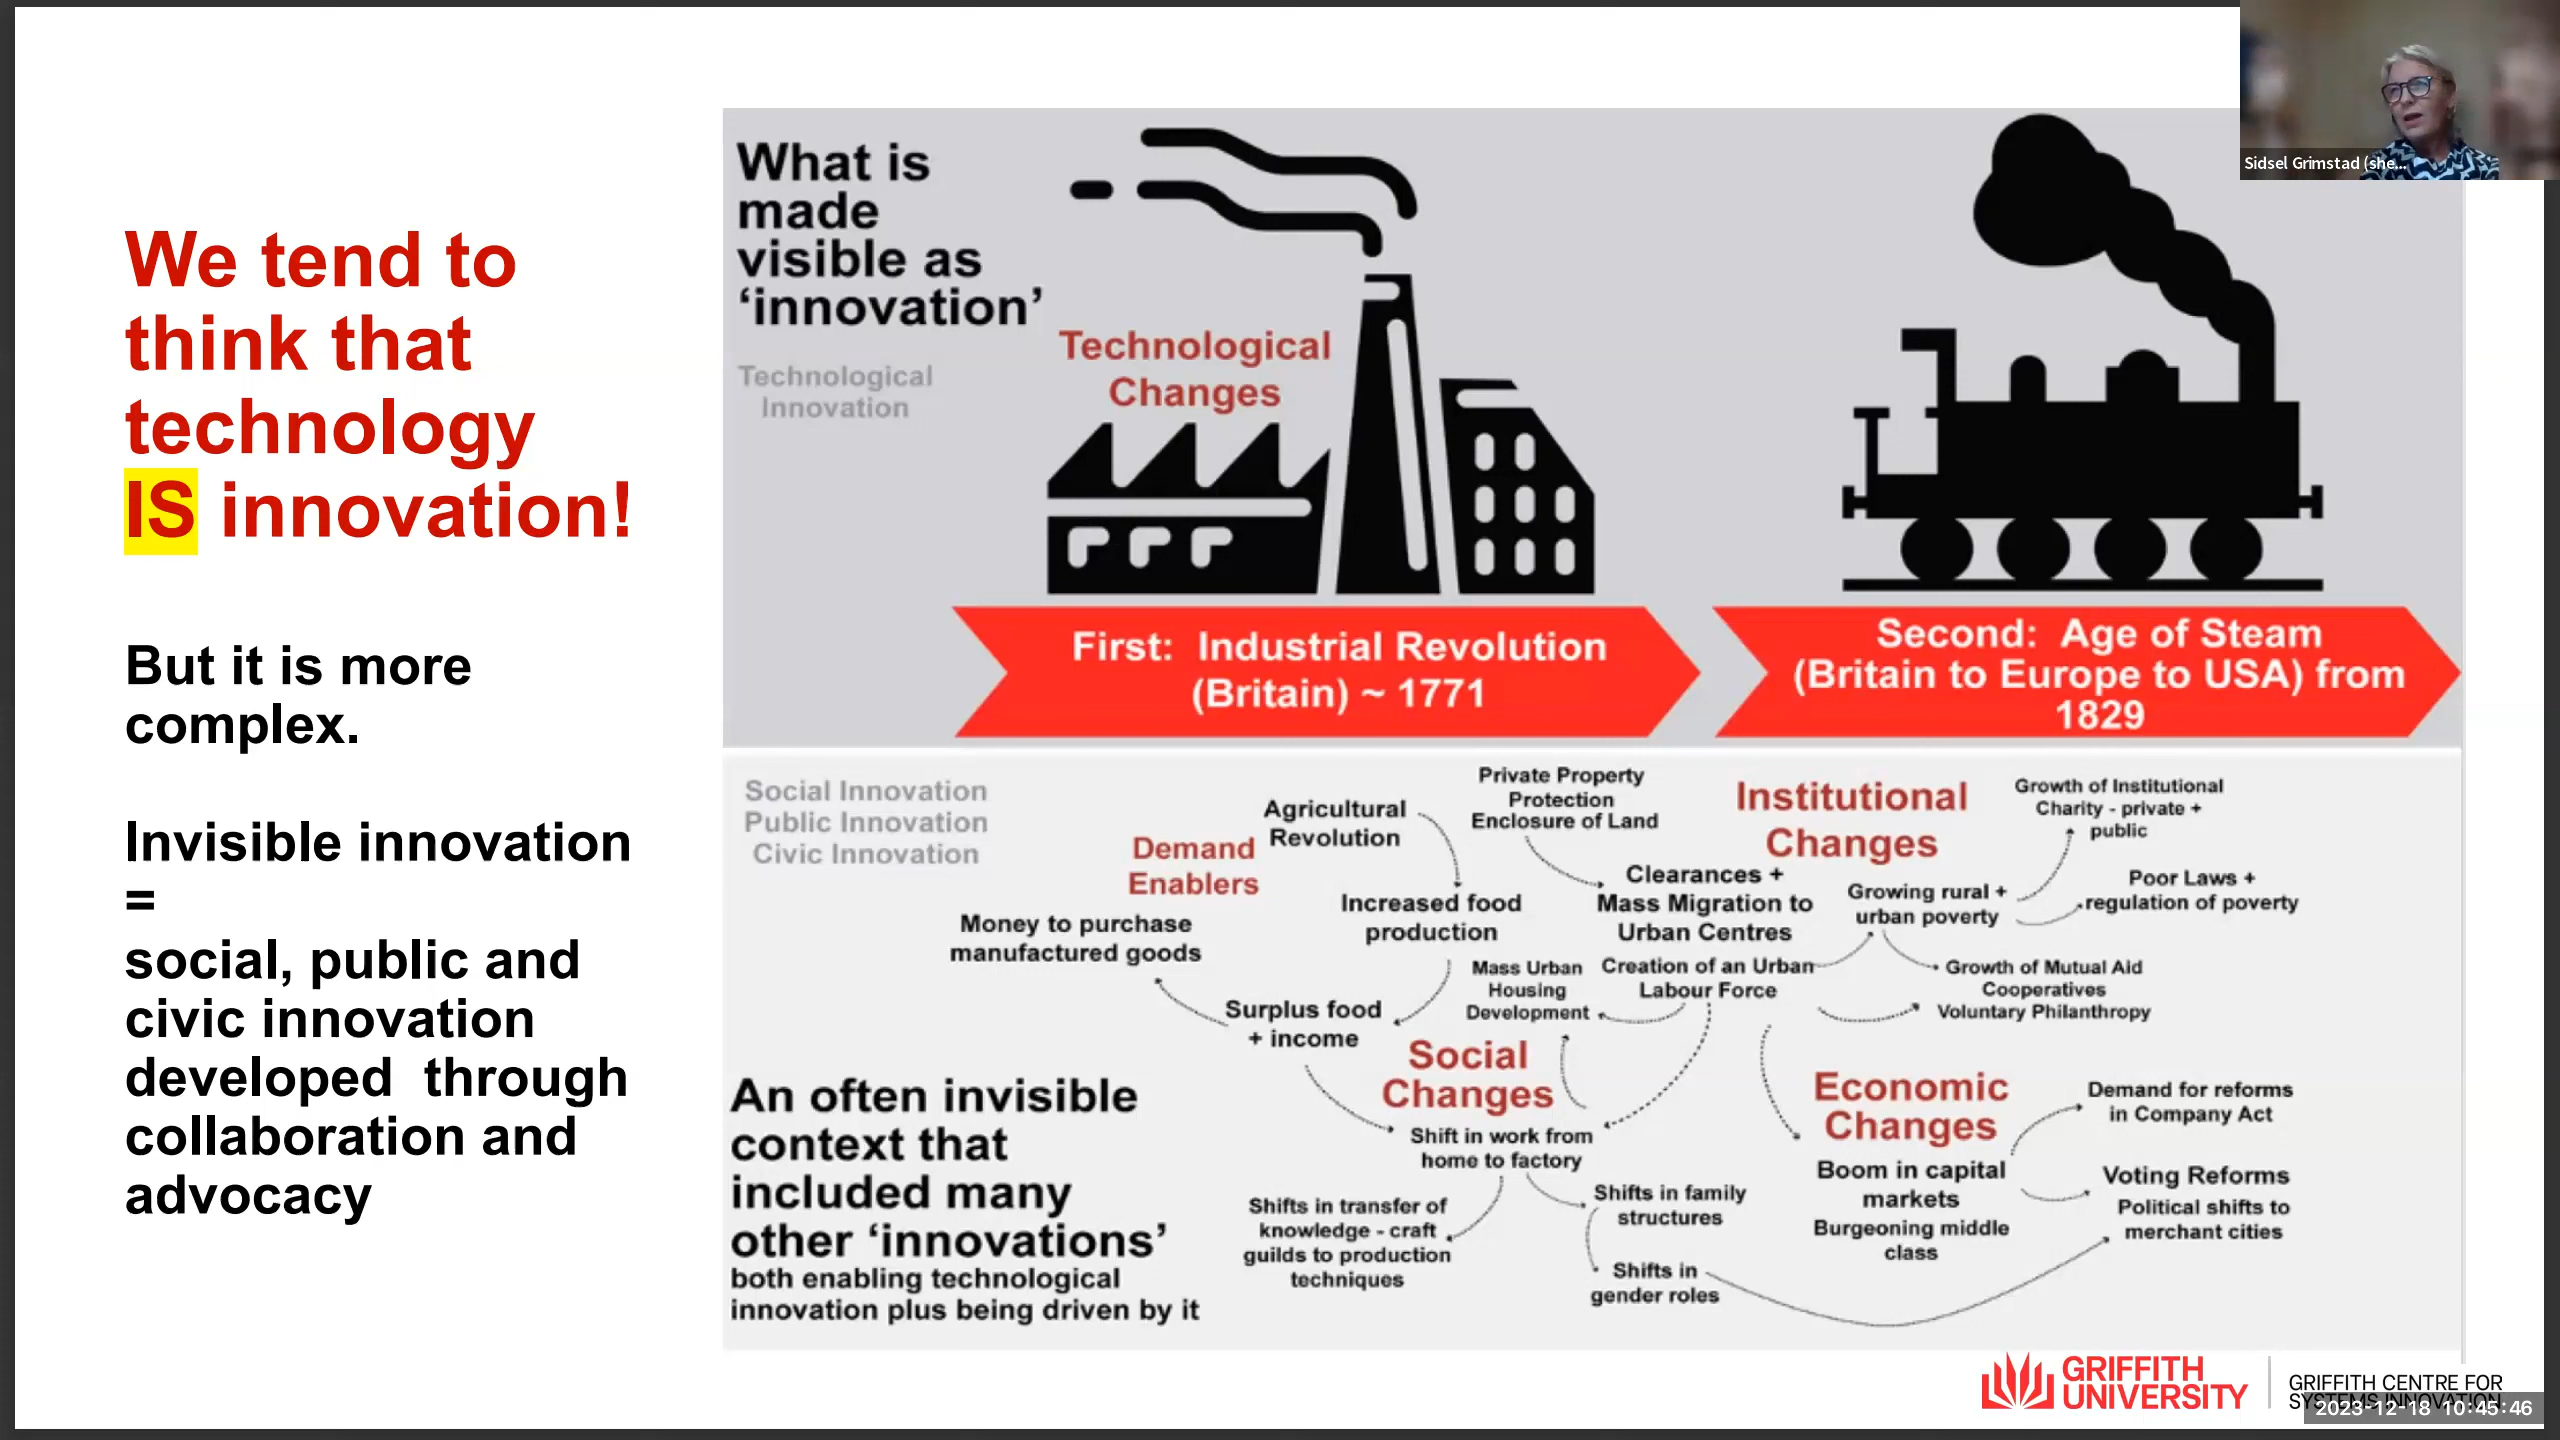 We tend to
think that
technology
IS innovation!
But it is more
complex.
Invisible innovation
=
social, public and
civic innovation
developed  through
collaboration and
advocacy
What is
made
visible as
‘innovation’
Technological
Innovation
Technological
Changes
First:  Industrial Revolution
(Britain) ~ 1771
Second:  Age of Steam
(Britain to Europe to USA) from
1829
Social Innovation
Public Innovation
Civic Innovation
Demand
Enablers
Agricultural
Revolution
Private Property
Protection
Enclosure of Land
Institutional
Changes
Growth of Institutional
Charity - private +
public
Clearances +
Mass Migration to
Urban Centres
Growing rural +
urban poverty
Poor Laws +
regulation of poverty
Money to purchase
manufactured goods
Increased food
production
Mass Urban
Housing
Development
Creation of an Urban
Labour Force
Growth of Mutual Aid
Cooperatives
Voluntary Philanthropy
Surplus food
+ income
Social
Changes
Economic
Changes
Demand for reforms
in Company Act
An often invisible
context that
included many
other ‘innovations’
both enabling technological
innovation plus being driven by it
Shift in work from
home to factory
Boom in capital
markets
Burgeoning middle
class
Voting Reforms
Political shifts to
merchant cities
Shifts in transfer of
knowledge - craft
guilds to production
techniques
Shifts in family
structures
Shifts in
gender roles
GRIFFITH
UNIVERSITY
GRIFFITH CENTRE FOR
SYSTEMS INNOVATION
Sidsel Grimstad (she...
2023-12-18 10:45:46